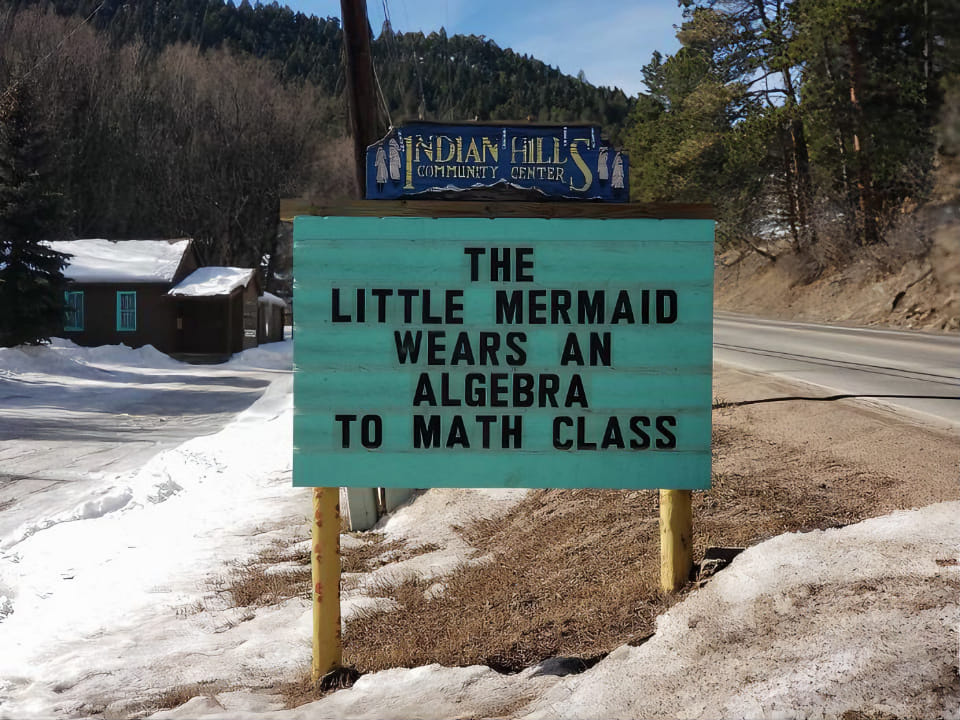 INDIAN HILLS
COMMUNITY CENTER
THE
LITTLE MERMAID
WEARS AN
ALGEBRA
TO MATH CLASS